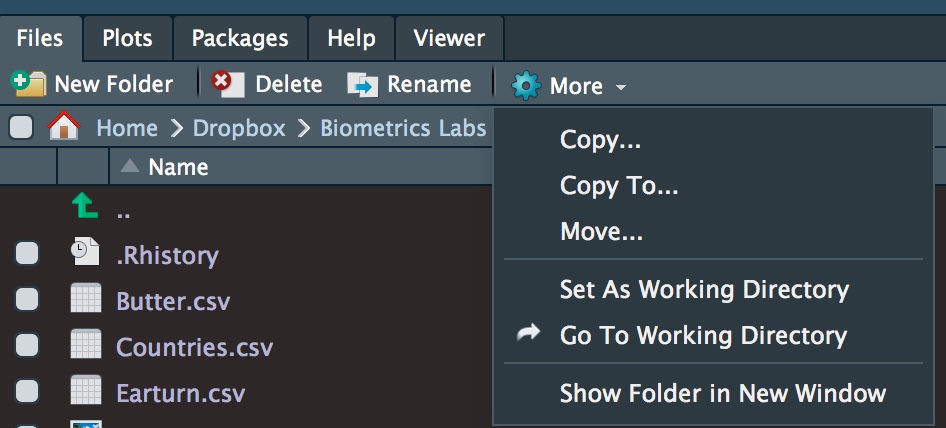 Files Plots Packages Help Viewer
New Folder Delete Rename More
Home Dropbox Biometrics Labs
Name
..
.Rhistory
Butter.csv
Countries.csv
Earturn.csv
Copy...
Copy To...
Move...
Set As Working Directory
Go To Working Directory
Show Folder in New Window